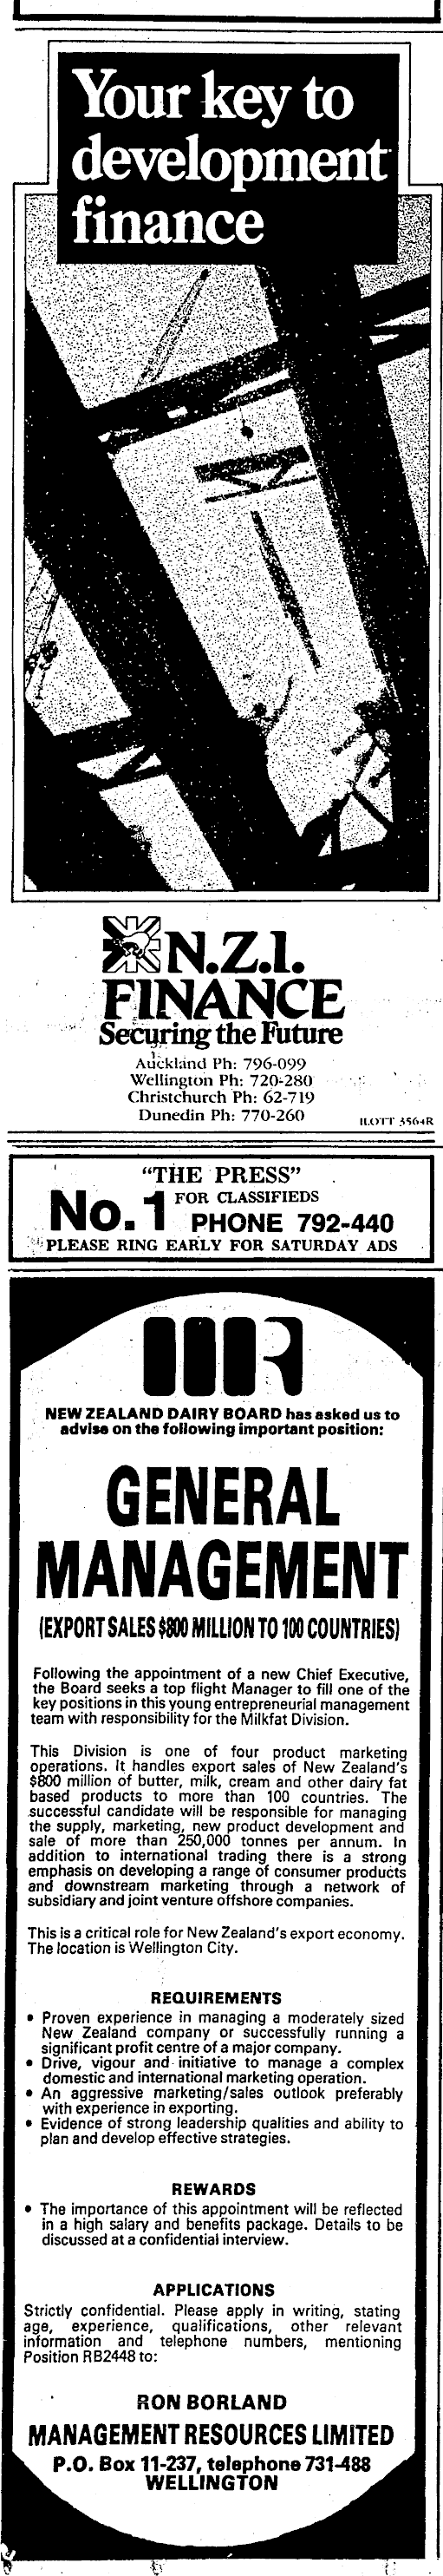 Your key to
development
finance
N.Z.I.
FINANCE
Securing the Future
Auckland Ph: 796-099
Wellington Ph: 720-280
Christchurch Ph: 62-719
Dunedin Ph: 770-260
ILOTT 3564R
"THE PRESS"
No.1 FOR CLASSIFIEDS
PHONE 792-440
PLEASE RING EARLY FOR SATURDAY ADS
NEW ZEALAND DAIRY BOARD has asked us to
advise on the following important position:
GENERAL
MANAGEMENT
(EXPORT SALES $800 MILLION TO 100 COUNTRIES)
Following the appointment of a new Chief Executive,
the Board seeks a top flight Manager to fill one of the
key positions in this young entrepreneurial management
team with responsibility for the Milkfat Division.
This Division is one of four product marketing
operations. It handles export sales of New Zealand's
$800 million of butter, milk, cream and other dairy fat
based products to more than 100 countries. The
successful candidate will be responsible for managing
the supply, marketing, new product development and
sale of more than 250,000 tonnes per annum. In
addition to international trading there is a strong
emphasis on developing a range of consumer products
and downstream marketing through a network of
subsidiary and joint venture offshore companies.
This is a critical role for New Zealand's export economy.
The location is Wellington City.
REQUIREMENTS
• Proven experience in managing a moderately sized
New Zealand company or successfully running a
significant profit centre of a major company.
• Drive, vigour and initiative to manage a complex
domestic and international marketing operation.
• An aggressive marketing/sales outlook preferably
with experience in exporting.
• Evidence of strong leadership qualities and ability to
plan and develop effective strategies.
REWARDS
• The importance of this appointment will be reflected
in a high salary and benefits package. Details to be
discussed at a confidential interview.
APPLICATIONS
Strictly confidential. Please apply in writing, stating
age, experience, qualifications, other relevant
information and telephone numbers, mentioning
Position RB2448 to:
RON BORLAND
MANAGEMENT RESOURCES LIMITED
P.O. Box 11-237, telephone 731-488
WELLINGTON